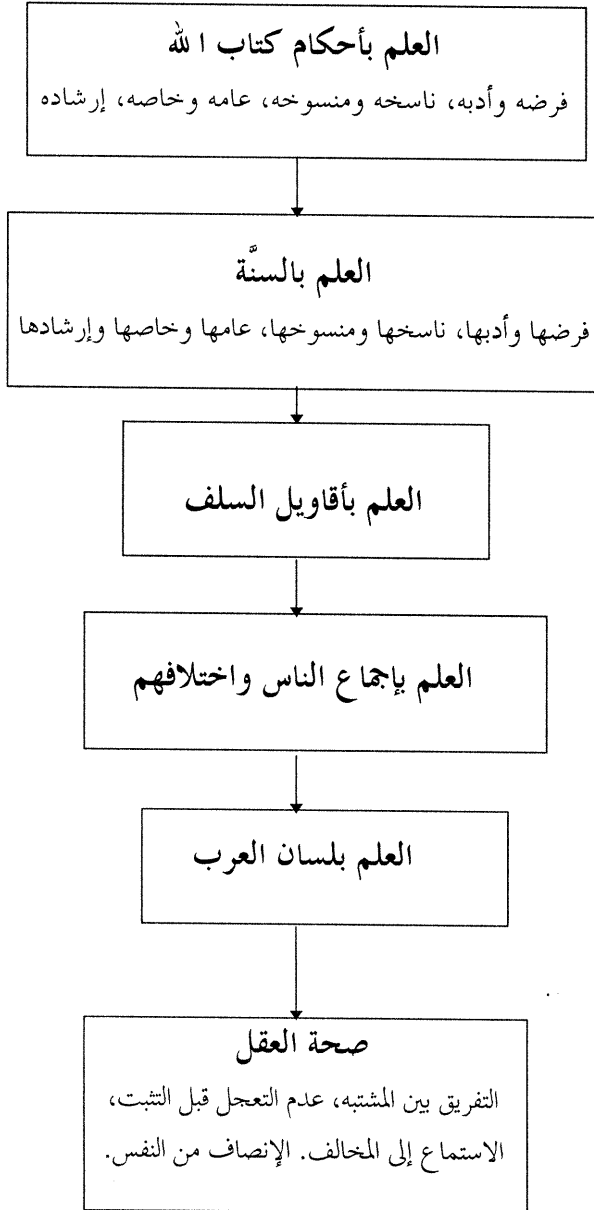 العلم بأحكام كتاب الله
فرضه وأدبه، ناسخه ومنسوخه، عامه وخاصه، إرشاده
العلم بالسنَّة
فرضها وأدبها، ناسخها ومنسوخها، عامها وخاصها وإرشادها
العلم بأقاويل السلف
العلم بإجماع الناس واختلافهم
العلم بلسان العرب
صحة العقل
التفريق بين المشتبه، عدم التعجل قبل التثبت،
الاستماع إلى المخالف. الإنصاف من النفس.